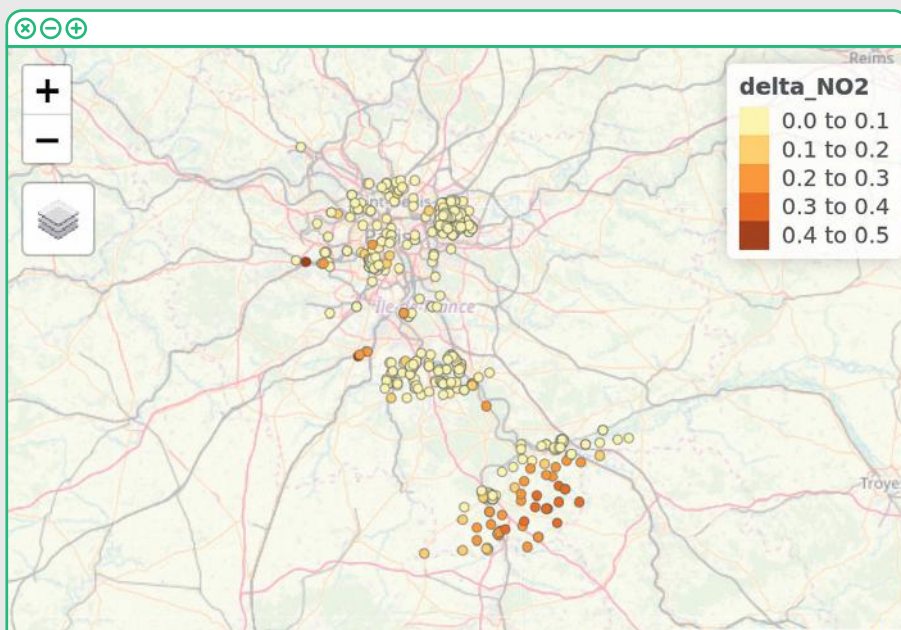 +
−
Reims
delta_NO2
0.0 to 0.1
0.1 to 0.2
0.2 to 0.3
0.3 to 0.4
0.4 to 0.5
Île-de-France
Troyes